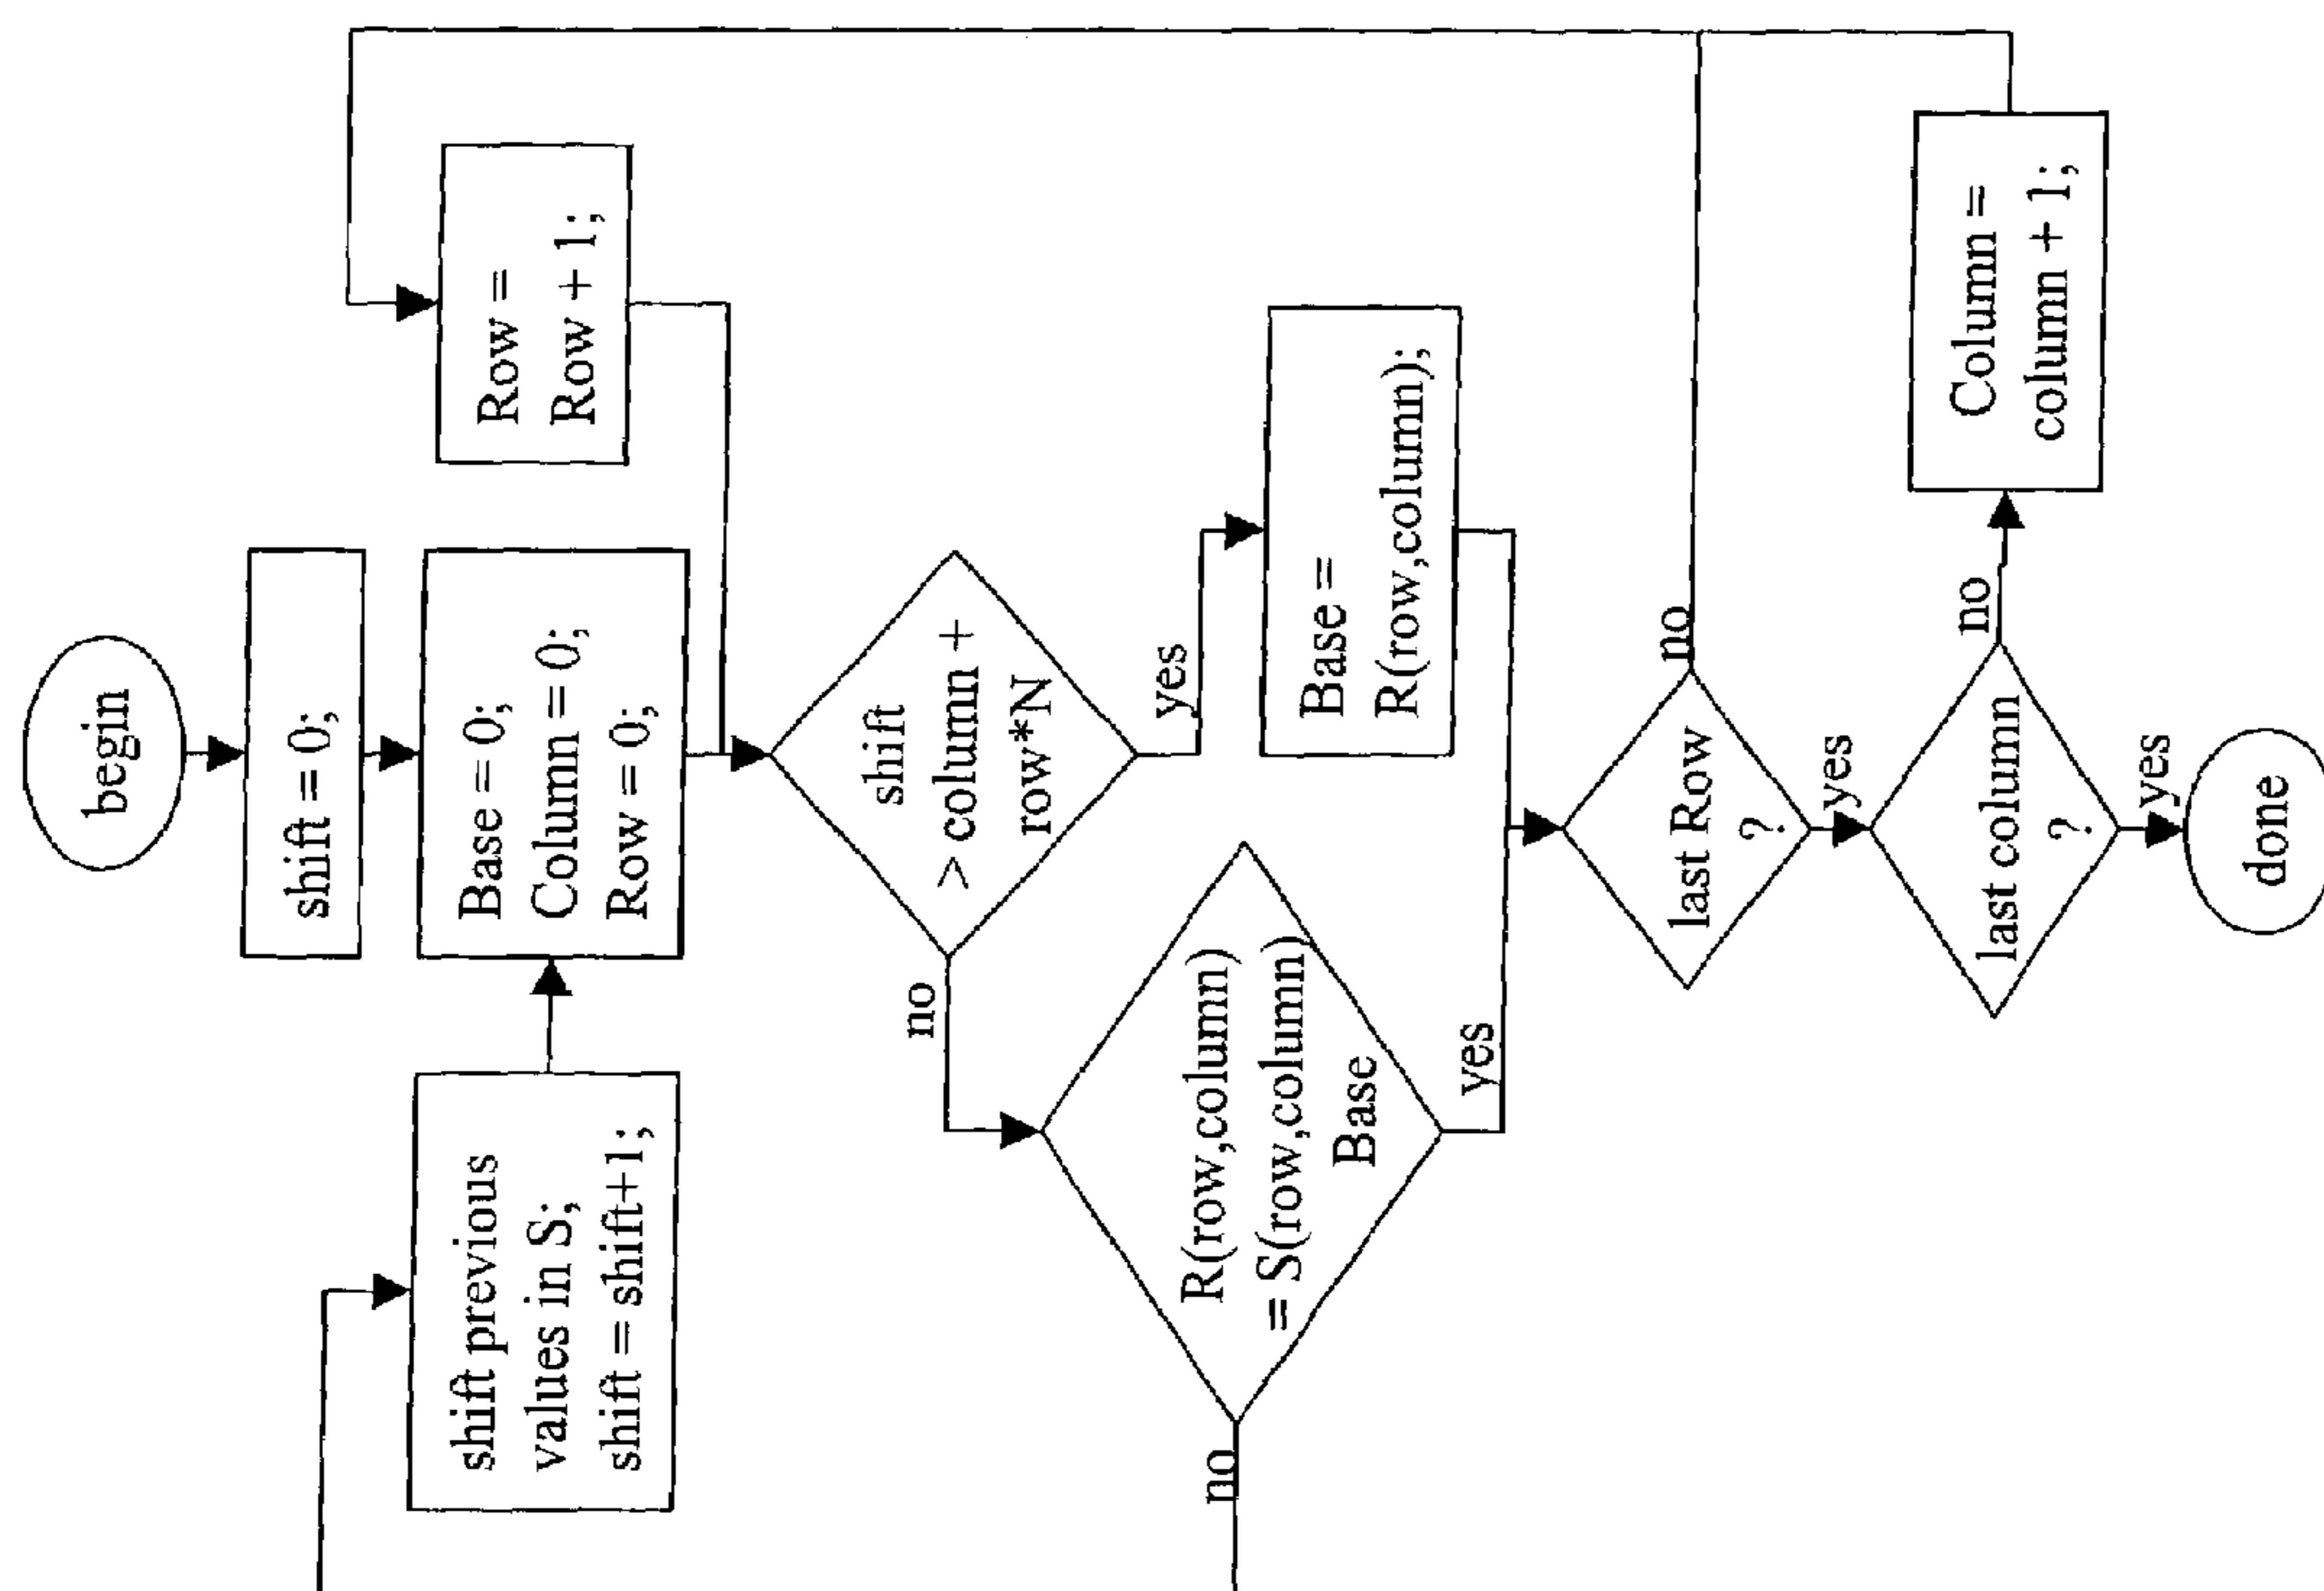 begin
shift = 0;
Base = 0;
Column = 0;
Row = 0;
shift previous
values in S;
shift = shift+1;
Row =
Row + 1;
shift
> column +
row*N
no
yes
R(row,column)
= S(row,column)
Base
no
yes
Base =
R(row,column);
last Row
?
no
yes
last column
?
no
yes
Column =
column + 1;
done